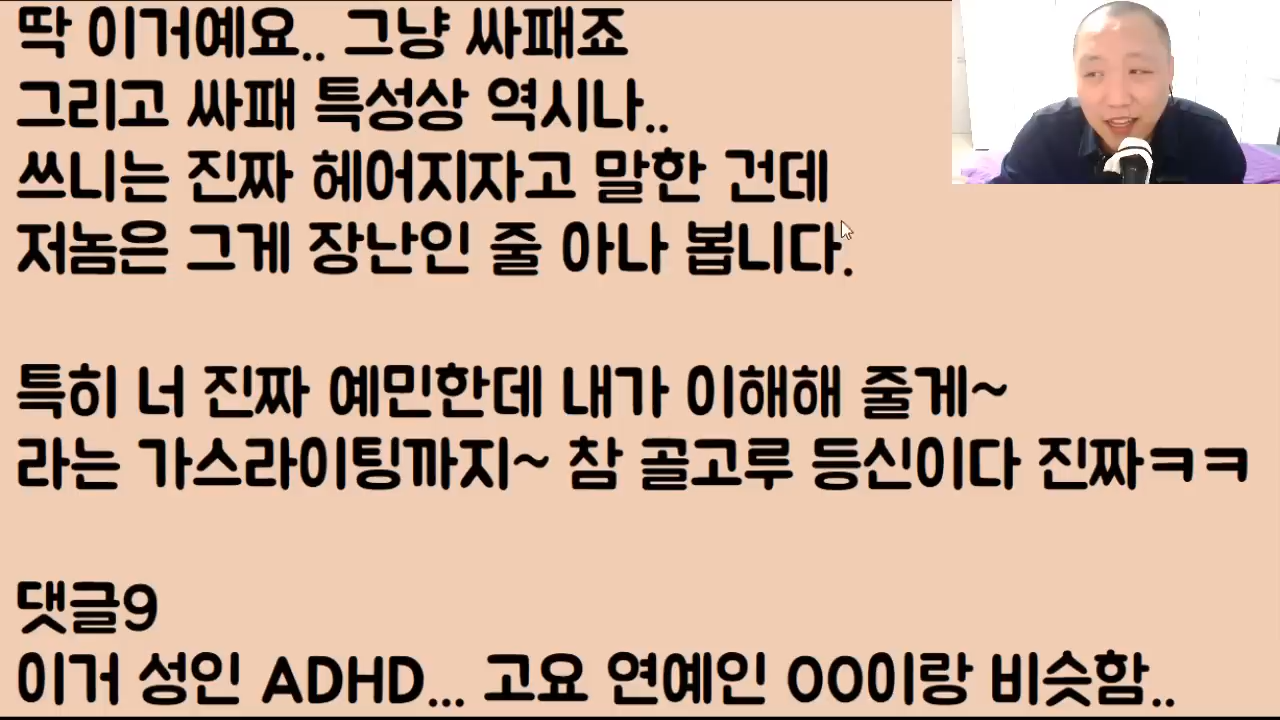 딱 이거예요.. 그냥 싸패죠
그리고 싸패 특성상 역시나..
쓰니는 진짜 헤어지자고 말한 건데
저놈은 그게 장난인 줄 아나 봅니다.
특히 너 진짜 예민한데 내가 이해해 줄게~
라는 가스라이팅까지~ 참 골고루 등신이다 진짜ㅋㅋ
댓글9
이거 성인 ADHD... 고요 연예인 OO이랑 비슷함..